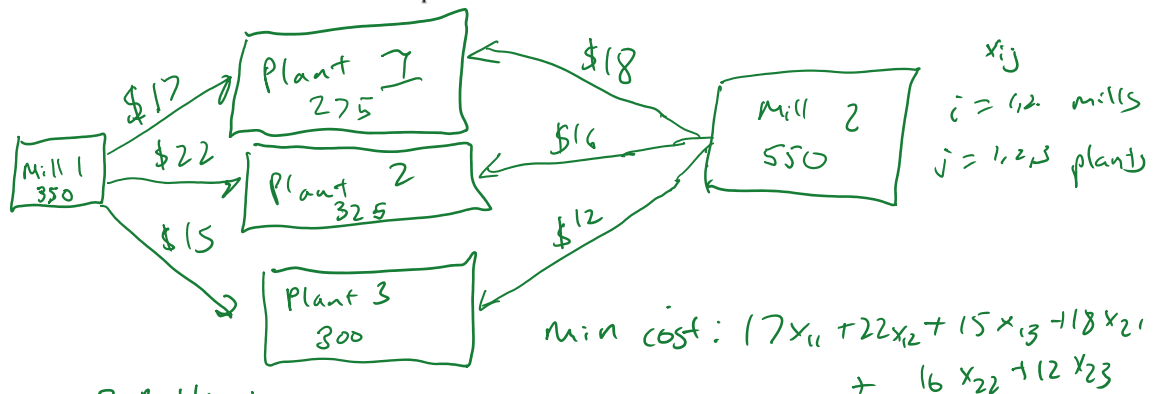 Plant 1
275
$17
$18
xij
i = 1,2 mills
j = 1,2,3 plants
Mill 2
550
Mill 1
350
$22
$16
Plant 2
325
$15
$12
Plant 3
300
Min cost: 17x11 + 22x12 + 15x13 + 18x21
+ 16x22 + 12x23